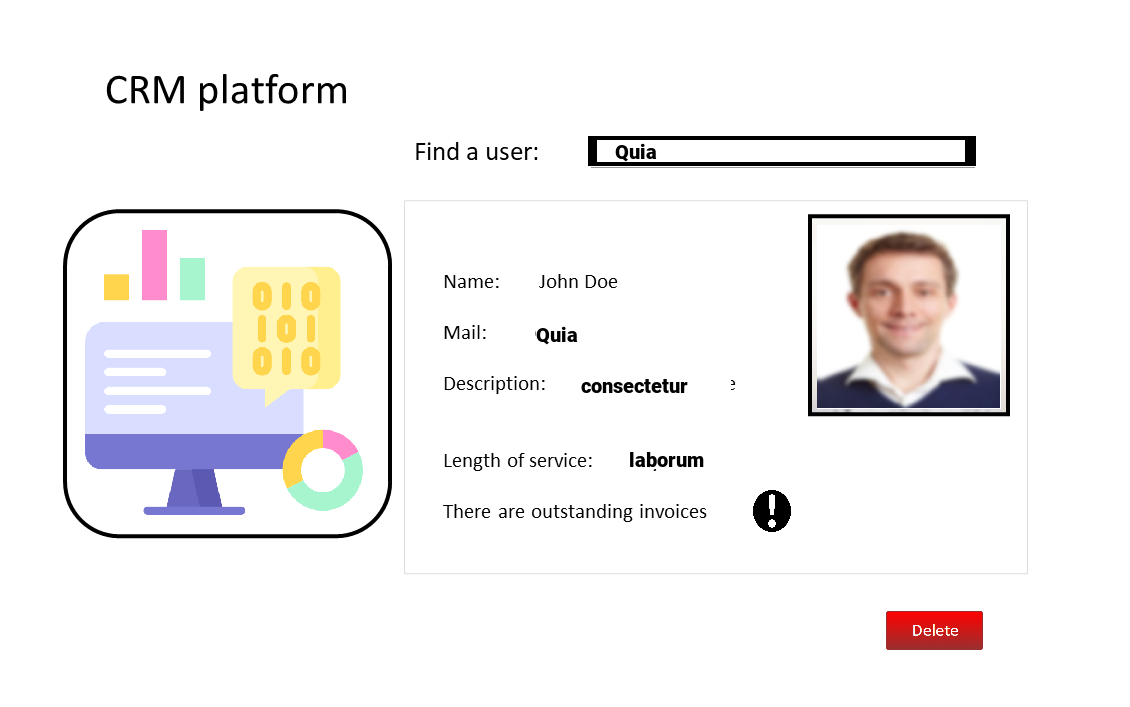 CRM platform
Find a user: Quia
010
101
010
Name: John Doe
Mail: Quia
Description: consectetur e
Length of service: laborum
There are outstanding invoices
Delete